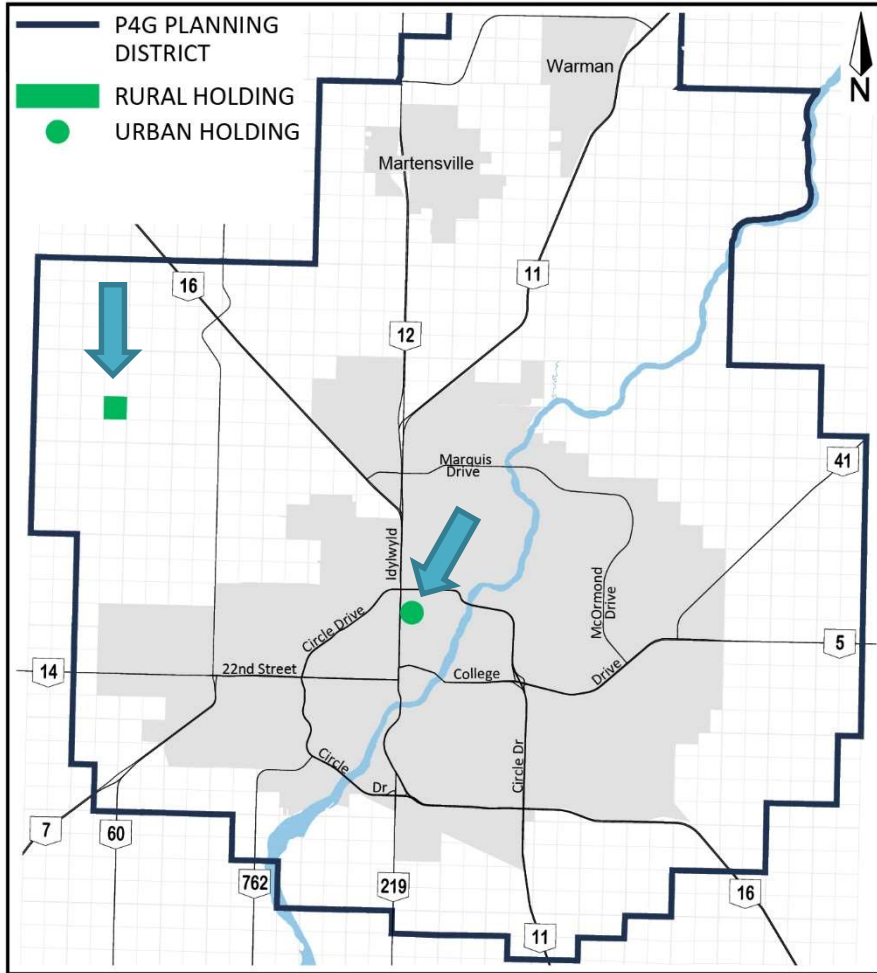 P4G PLANNING
DISTRICT
RURAL HOLDING
URBAN HOLDING
N
Warman
Martensville
16
11
12
Marquis
Drive
41
Idylwyld
McOrmond
Drive
Circle Drive
5
14
22nd Street
College
Drive
Circle
Dr
Circle Dr
7
60
762
219
16
11